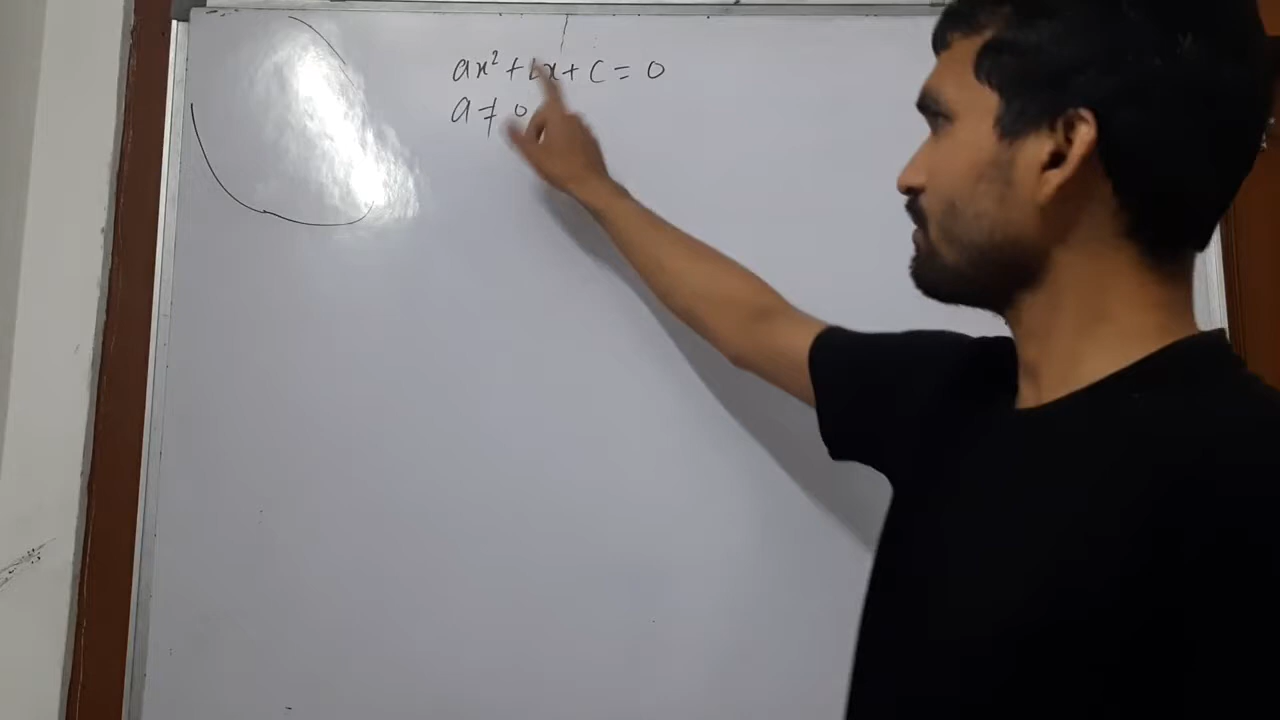 ax² + bx + c = 0
a ≠ 0